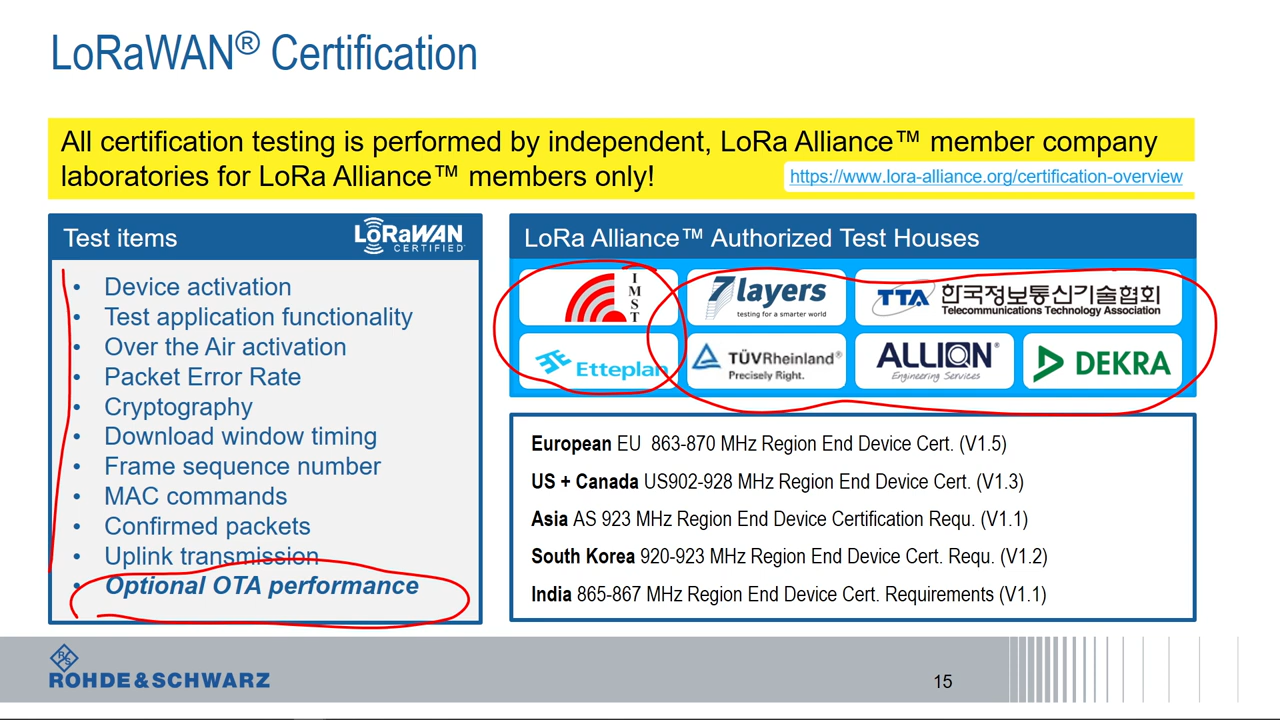 LoRaWAN® Certification
All certification testing is performed by independent, LoRa Alliance™ member company
laboratories for LoRa Alliance™ members only!
https://www.lora-alliance.org/certification-overview
Test items
LoRaWAN
CERTIFIED
• Device activation
• Test application functionality
• Over the Air activation
• Packet Error Rate
• Cryptography
• Download window timing
• Frame sequence number
• MAC commands
• Confirmed packets
• Uplink transmission
• Optional OTA performance
LoRa Alliance™ Authorized Test Houses
IMST
7layers
testing for a smarter world
TTA 한국정보통신기술협회
Telecommunications Technology Association
Etteplan
TÜVRheinland®
Precisely Right.
ALLION®
Engineering Services
DEKRA
European EU 863-870 MHz Region End Device Cert. (V1.5)
US + Canada US902-928 MHz Region End Device Cert. (V1.3)
Asia AS 923 MHz Region End Device Certification Requ. (V1.1)
South Korea 920-923 MHz Region End Device Cert. Requ. (V1.2)
India 865-867 MHz Region End Device Cert. Requirements (V1.1)
R&S
ROHDE & SCHWARZ
15